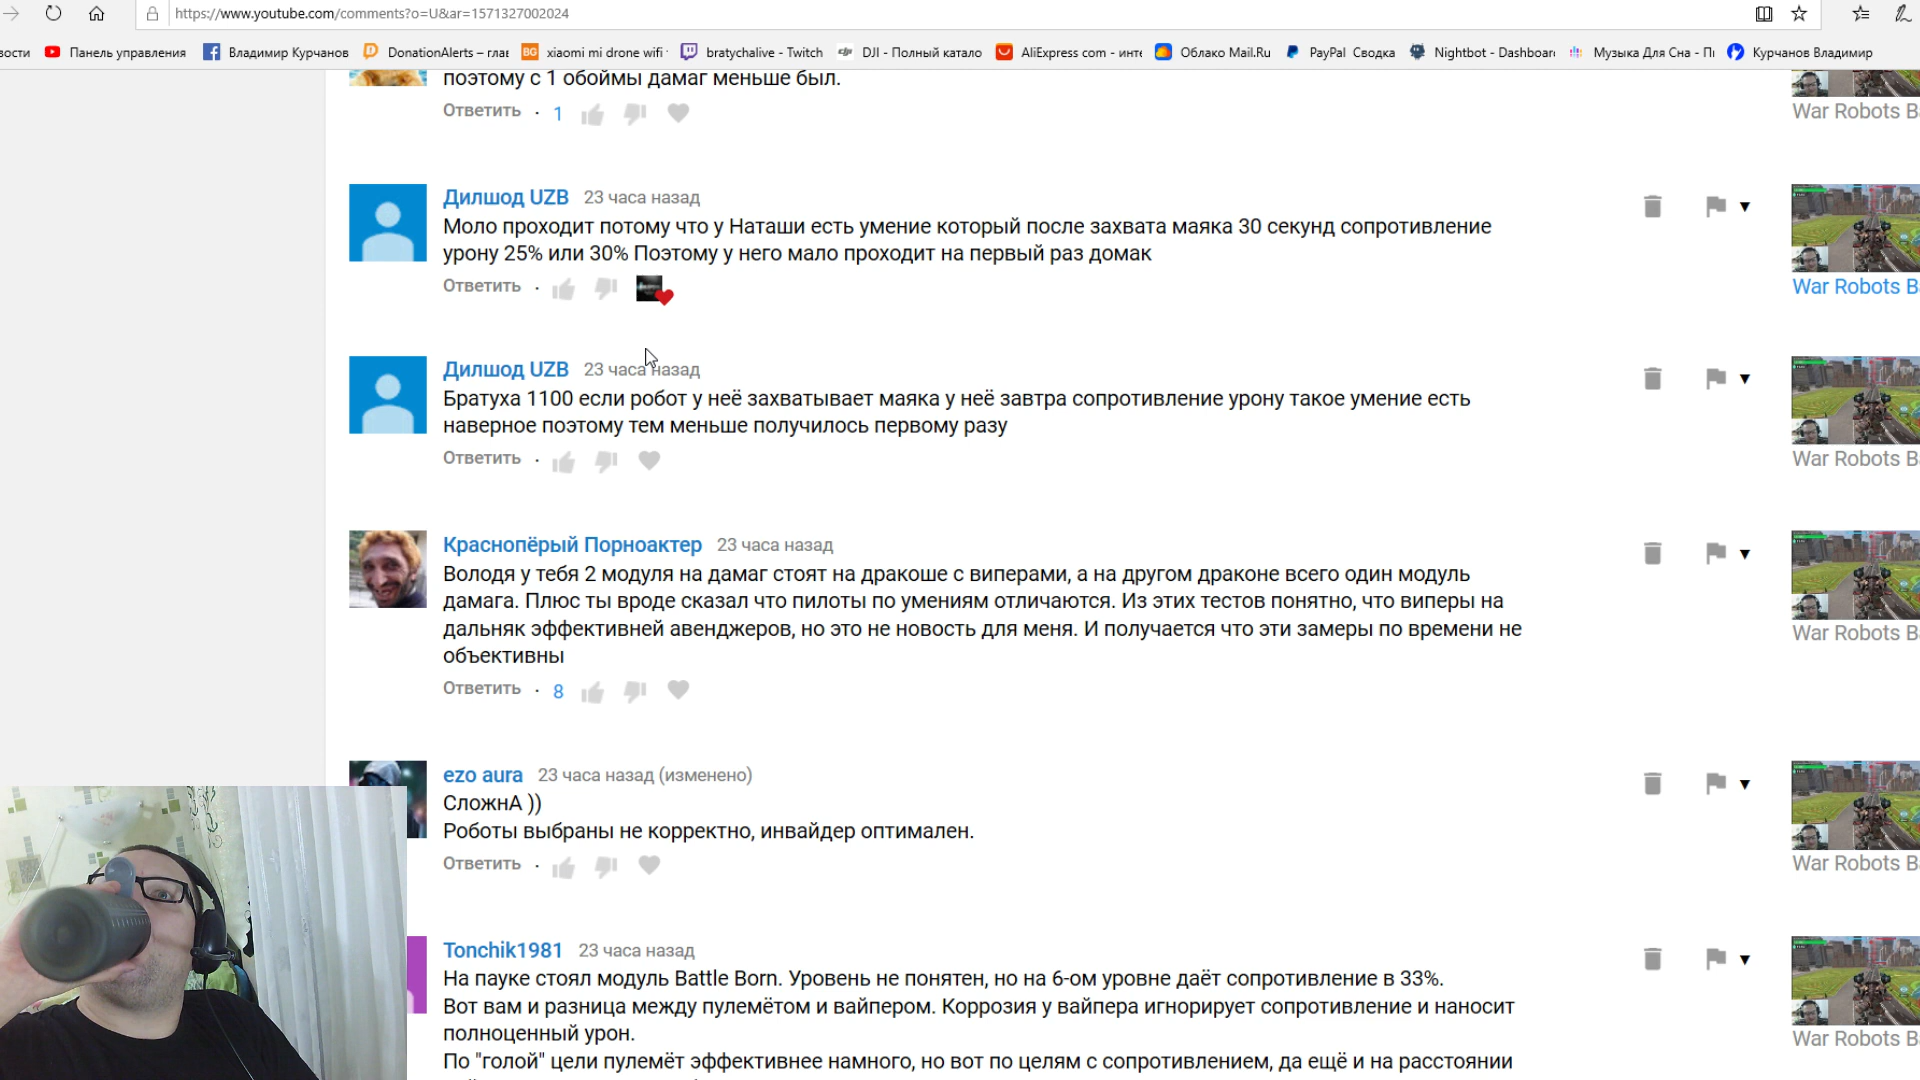 https://www.youtube.com/comments?o=U&ar=1571327002024
вости Панель управления Владимир Курчанов DonationAlerts – глав xiaomi mi drone wifi bratychalive - Twitch DJI - Полный катало AliExpress com - инте Облако Mail.Ru PayPal Сводка Nightbot - Dashboar Музыка Для Сна - П Курчанов Владимир
поэтому с 1 обоймы дамаг меньше был.
Ответить · 1
War Robots B
Дилшод UZB 23 часа назад
Моло проходит потому что у Наташи есть умение который после захвата маяка 30 секунд сопротивление
урону 25% или 30% Поэтому у него мало проходит на первый раз домак
Ответить ·
War Robots B
Дилшод UZB 23 часа назад
Братуха 1100 если робот у неё захватывает маяка у неё завтра сопротивление урону такое умение есть
наверное поэтому тем меньше получилось первому разу
Ответить ·
War Robots B
Краснопёрый Порноактер 23 часа назад
Володя у тебя 2 модуля на дамаг стоят на дракоше с виперами, а на другом драконе всего один модуль
дамага. Плюс ты вроде сказал что пилоты по умениям отличаются. Из этих тестов понятно, что виперы на
дальняк эффективней авенджеров, но это не новость для меня. И получается что эти замеры по времени не
объективны
Ответить · 8
War Robots B
ezo aura 23 часа назад (изменено)
СложнА ))
Роботы выбраны не корректно, инвайдер оптимален.
Ответить ·
War Robots B
Tonchik1981 23 часа назад
На пауке стоял модуль Battle Born. Уровень не понятен, но на 6-ом уровне даёт сопротивление в 33%.
Вот вам и разница между пулемётом и вайпером. Коррозия у вайпера игнорирует сопротивление и наносит
полноценный урон.
War Robots B
По "голой" цели пулемёт эффективнее намного, но вот по целям с сопротивлением, да ещё и на расстоянии